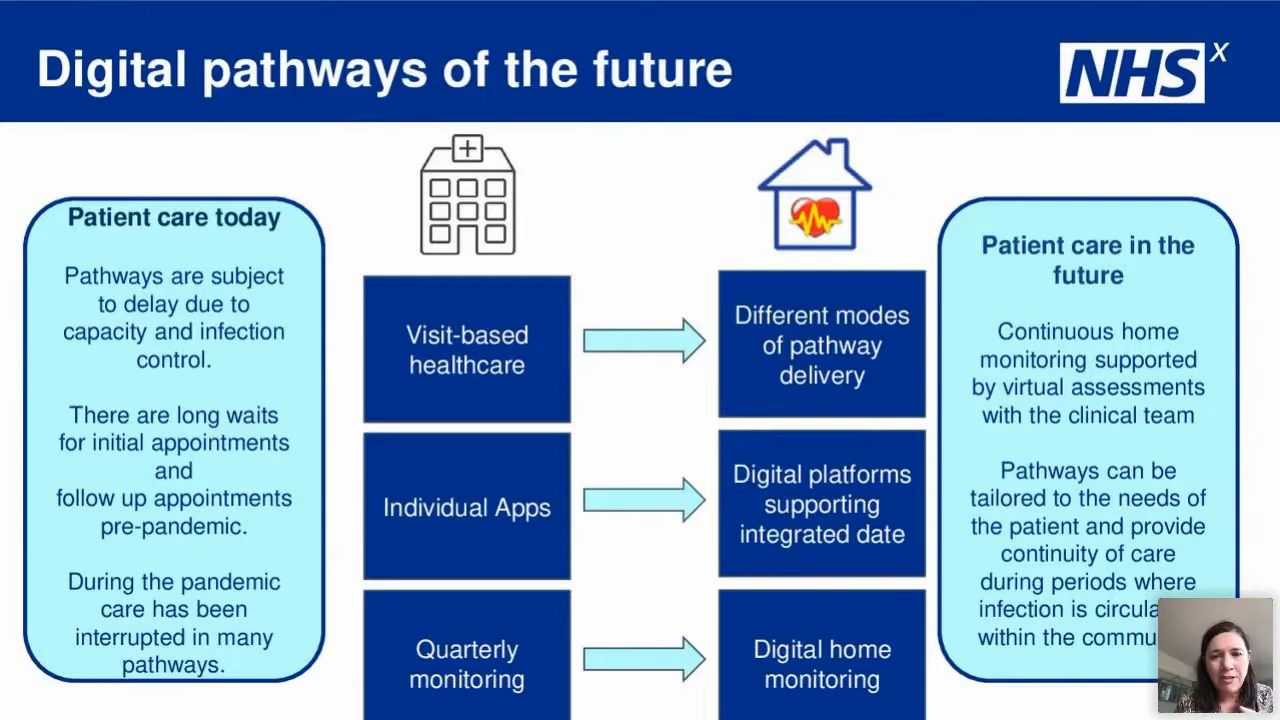 Digital pathways of the future
NHS
X
Patient care today
Pathways are subject
to delay due to
capacity and infection
control.
There are long waits
for initial appointments
and
follow up appointments
pre-pandemic.
During the pandemic
care has been
interrupted in many
pathways.
Visit-based
healthcare
Individual Apps
Quarterly
monitoring
Different modes
of pathway
delivery
Digital platforms
supporting
integrated date
Digital home
monitoring
Patient care in the
future
Continuous home
monitoring supported
by virtual assessments
with the clinical team
Pathways can be
tailored to the needs of
the patient and provide
continuity of care
during periods where
infection is
within the